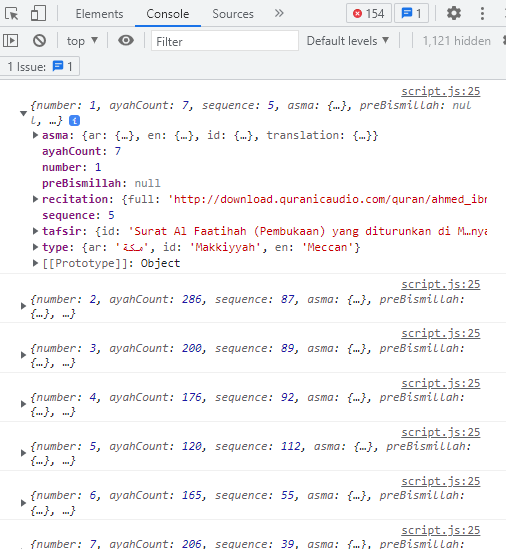 Elements Console Sources » 154 1
top ▼ Filter Default levels ▼ 1,121 hidden
1 Issue: 1
script.js:25
{number: 1, ayahCount: 7, sequence: 5, asma: {…}, preBismillah: nul
l, …} i
asma: {ar: {…}, en: {…}, id: {…}, translation: {…}}
ayahCount: 7
number: 1
preBismillah: null
recitation: {full: 'http://download.quranicaudio.com/quran/ahmed_ibn
sequence: 5
tafsir: {id: 'Surat Al Faatihah (Pembukaan) yang diturunkan di M…nya
type: {ar: 'مكة', id: 'Makkiyyah', en: 'Meccan'}
[[Prototype]]: Object
script.js:25
{number: 2, ayahCount: 286, sequence: 87, asma: {…}, preBismillah:
{…}, …}
script.js:25
{number: 3, ayahCount: 200, sequence: 89, asma: {…}, preBismillah:
{…}, …}
script.js:25
{number: 4, ayahCount: 176, sequence: 92, asma: {…}, preBismillah:
{…}, …}
script.js:25
{number: 5, ayahCount: 120, sequence: 112, asma: {…}, preBismillah:
{…}, …}
script.js:25
{number: 6, ayahCount: 165, sequence: 55, asma: {…}, preBismillah:
{…}, …}
script.js:25
{number: 7, ayahCount: 206, sequence: 39, asma: {…}, preBismillah: